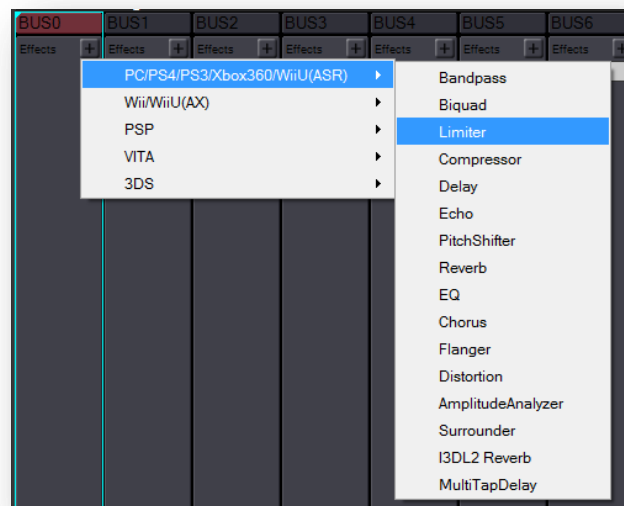 BUS0 BUS1 BUS2 BUS3 BUS4 BUS5 BUS6
Effects + Effects + Effects + Effects + Effects + Effects + Effects +
PC/PS4/PS3/Xbox360/WiiU(ASR)
Wii/WiiU(AX)
PSP
VITA
3DS
Bandpass
Biquad
Limiter
Compressor
Delay
Echo
PitchShifter
Reverb
EQ
Chorus
Flanger
Distortion
AmplitudeAnalyzer
Surrounder
I3DL2 Reverb
MultiTapDelay